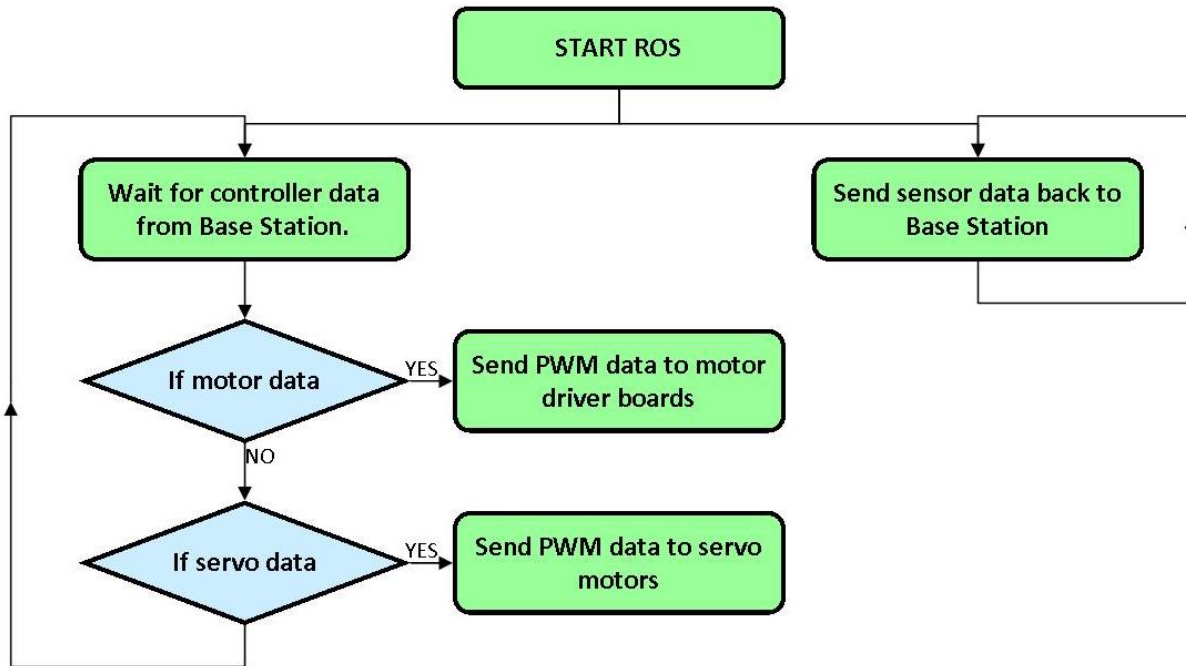 START ROS
Wait for controller data
from Base Station.
Send sensor data back to
Base Station
If motor data
YES
Send PWM data to motor
driver boards
NO
If servo data
YES
Send PWM data to servo
motors